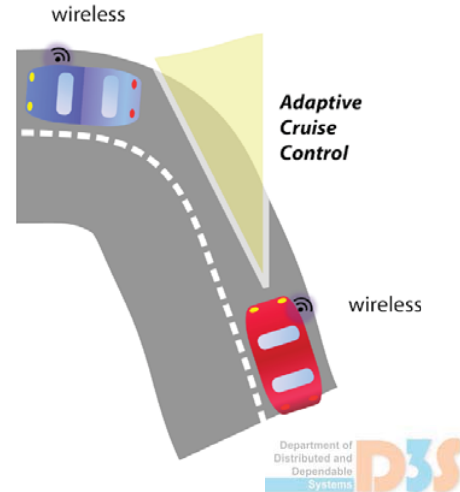 wireless
Adaptive
Cruise
Control
wireless
Department of
Distributed and
Dependable
Systems
D3S